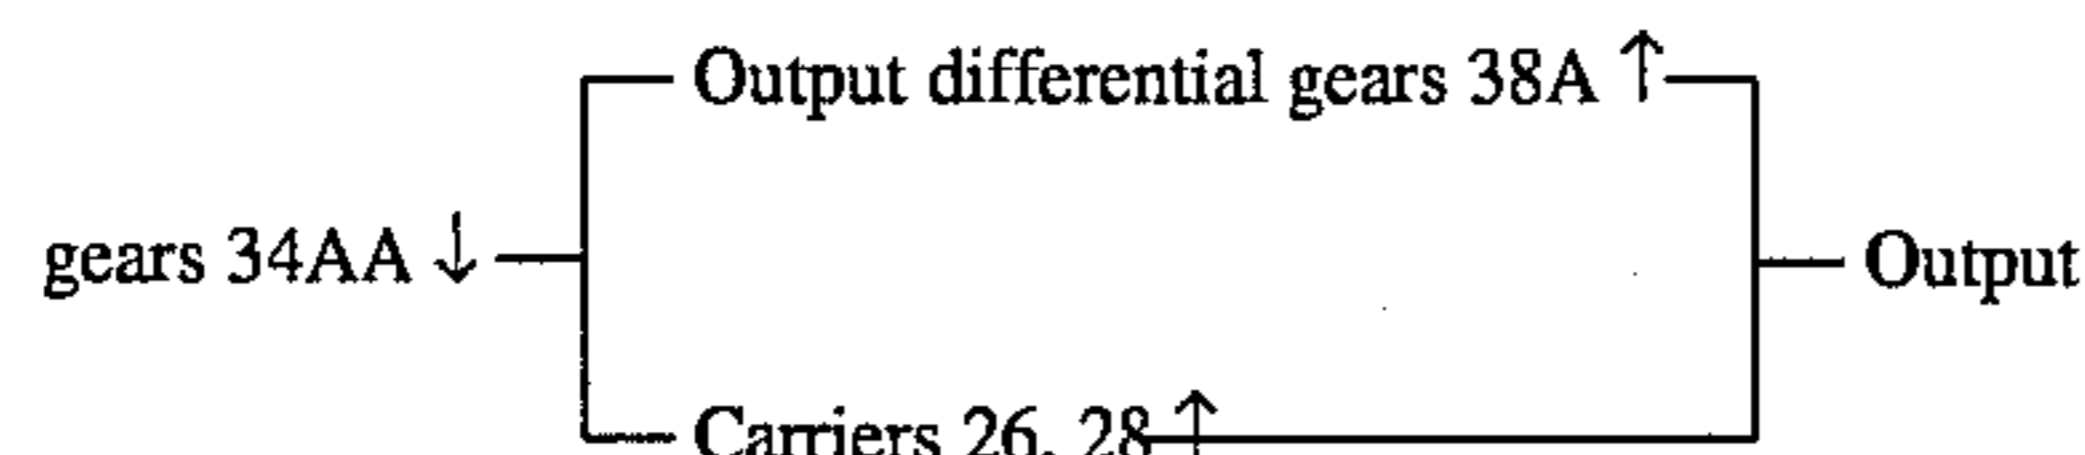 Output differential gears 38A ↑
gears 34AA ↓
Output
Carriers 26, 28 ↑